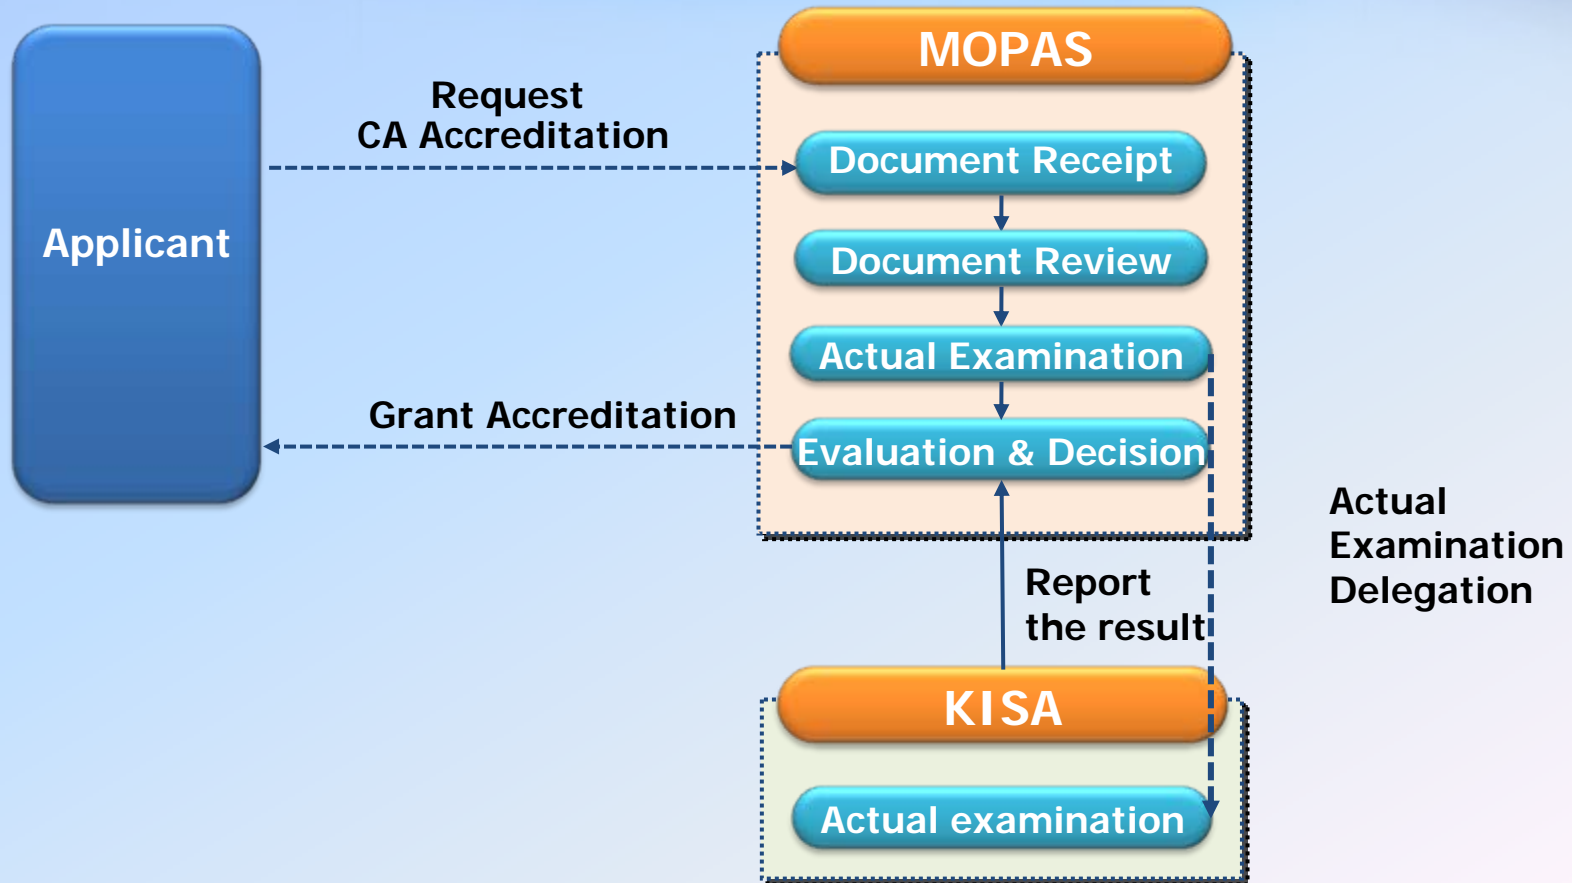 MOPAS
Request
CA Accreditation
Document Receipt
Applicant
Document Review
Actual Examination
Grant Accreditation
Evaluation & Decision
Actual
Examination
Delegation
Report
the result
KISA
Actual examination